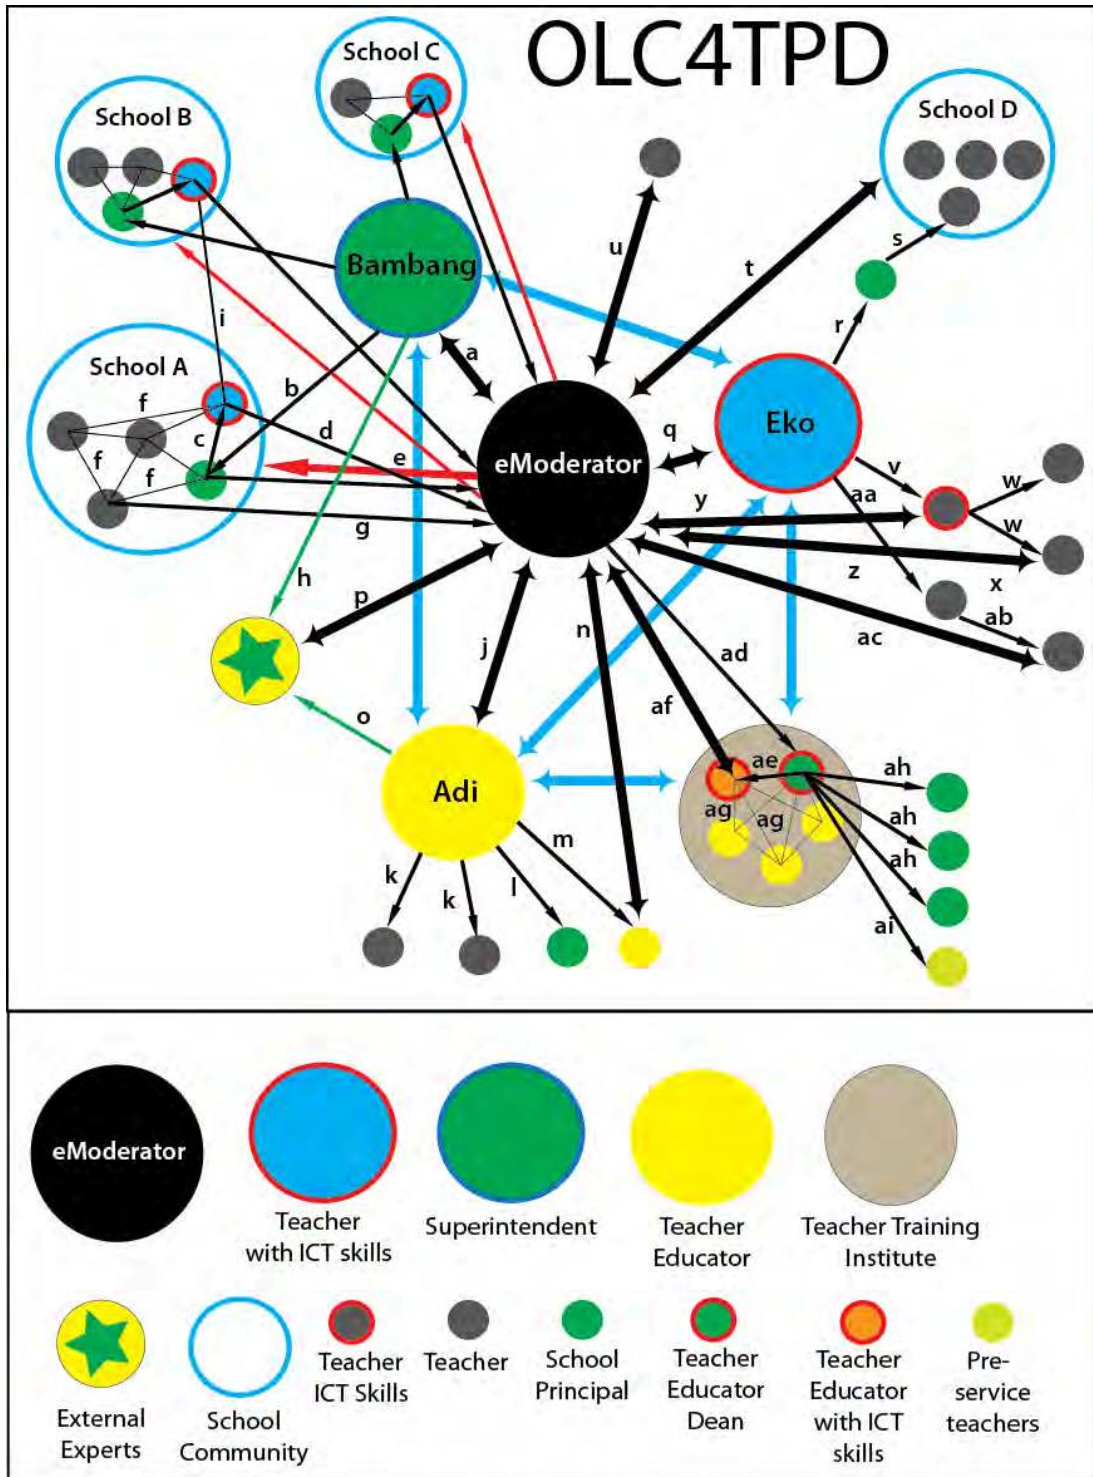 OLC4TPD
School C
School B
School D
u
s
t
Bambang
r
i
a
School A
b
Eko
f
q
c
d
eModerator
v
f
f
e
w
y
aa
g
w
z
x
h
p
n
ab
j
ac
ad
af
o
Adi
ae
ah
ag
ag
m
ah
k
l
ah
k
ai
eModerator
Teacher
with ICT skills
Superintendent
Teacher
Educator
Teacher Training
Institute
External
Experts
School
Community
Teacher
ICT Skills
Teacher
School
Principal
Teacher
Educator
Dean
Teacher
Educator
with ICT
skills
Pre-
service
teachers